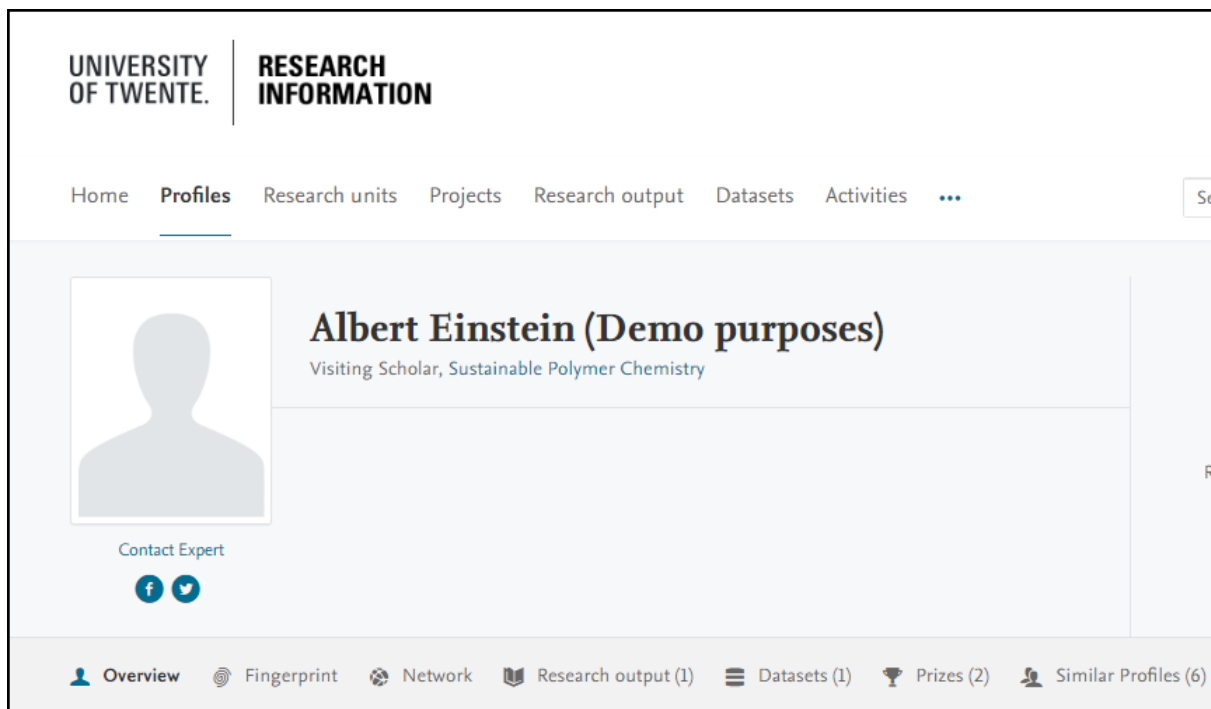 UNIVERSITY
OF TWENTE.
RESEARCH
INFORMATION
Home Profiles Research units Projects Research output Datasets Activities •••
Albert Einstein (Demo purposes)
Visiting Scholar, Sustainable Polymer Chemistry
Contact Expert
Overview Fingerprint Network Research output (1) Datasets (1) Prizes (2) Similar Profiles (6)